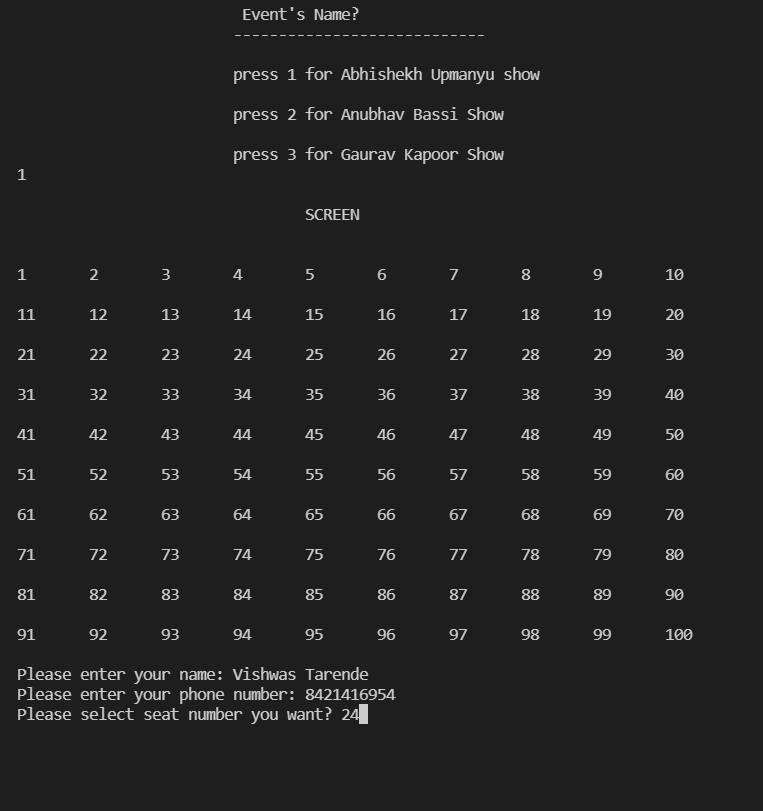 Event's Name?
----------------------------
press 1 for Abhishekh Upmanyu show
press 2 for Anubhav Bassi Show
press 3 for Gaurav Kapoor Show
1
SCREEN
1 2 3 4 5 6 7 8 9 10
11 12 13 14 15 16 17 18 19 20
21 22 23 24 25 26 27 28 29 30
31 32 33 34 35 36 37 38 39 40
41 42 43 44 45 46 47 48 49 50
51 52 53 54 55 56 57 58 59 60
61 62 63 64 65 66 67 68 69 70
71 72 73 74 75 76 77 78 79 80
81 82 83 84 85 86 87 88 89 90
91 92 93 94 95 96 97 98 99 100
Please enter your name: Vishwas Tarende
Please enter your phone number: 8421416954
Please select seat number you want? 24